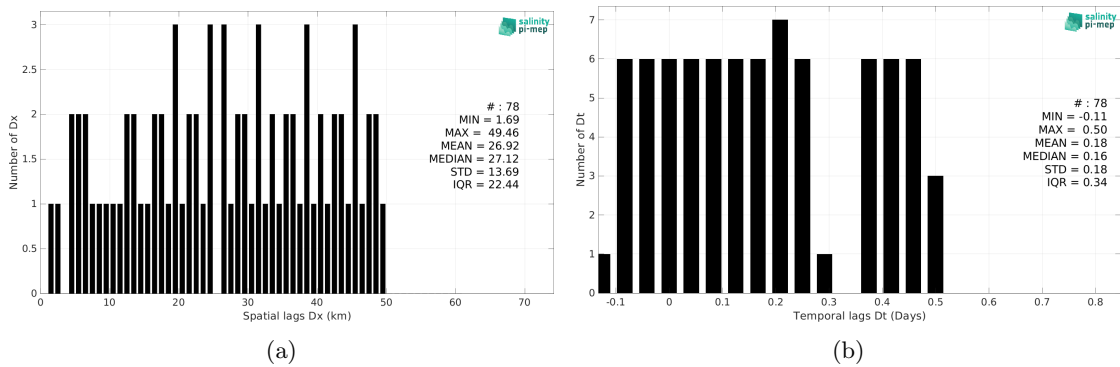 salinity
pi-mep
3
2.5
2
1.5
1
0.5
0
Number of Dx
# : 78
MIN = 1.69
MAX = 49.46
MEAN = 26.92
MEDIAN = 27.12
STD = 13.69
IQR = 22.44
0 10 20 30 40 50 60 70
Spatial lags Dx (km)
(a)
salinity
pi-mep
7
6
5
4
3
2
1
0
Number of Dt
# : 78
MIN = -0.11
MAX = 0.50
MEAN = 0.18
MEDIAN = 0.16
STD = 0.18
IQR = 0.34
-0.1 0 0.1 0.2 0.3 0.4 0.5 0.6 0.7 0.8
Temporal lags Dt (Days)
(b)